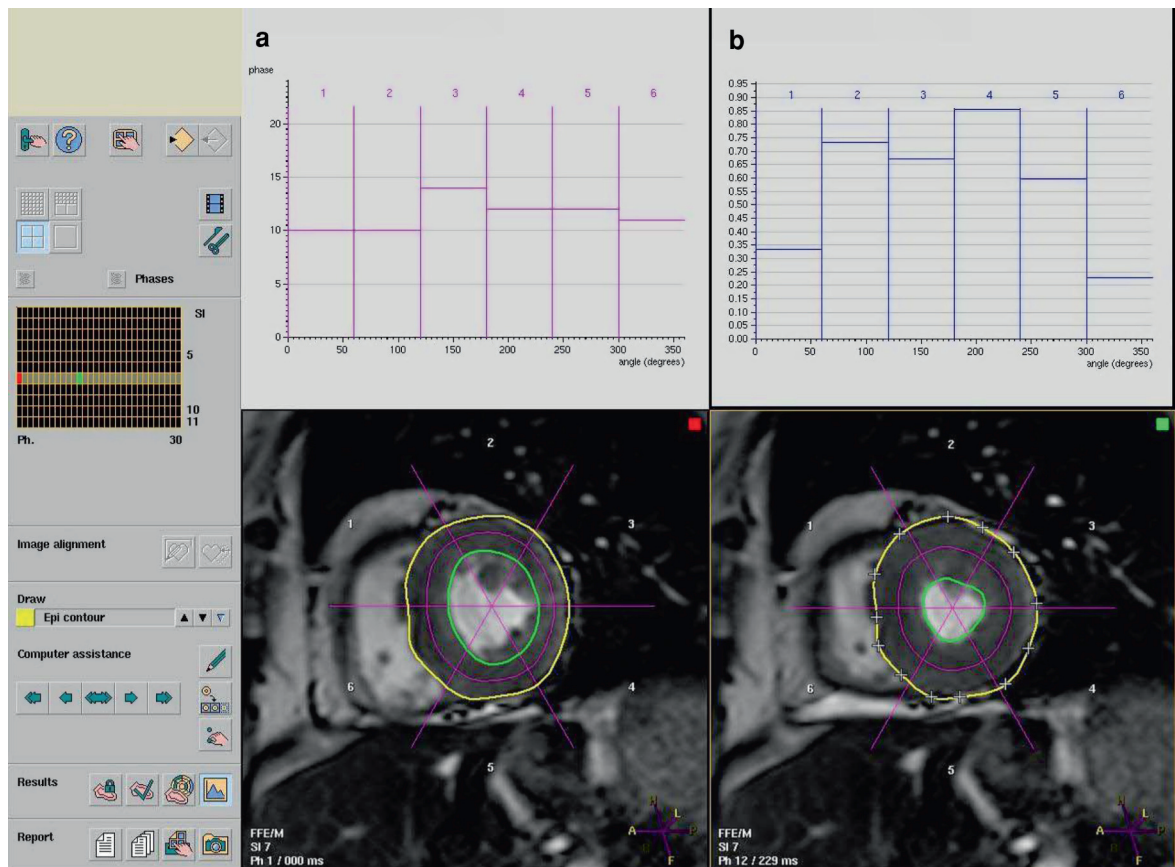 a
phase
1 2 3 4 5 6
20
15
10
5
0
0 50 100 150 200 250 300 350
angle (degrees)
b
0.95
0.90
0.85
0.80
0.75
0.70
0.65
0.60
0.55
0.50
0.45
0.40
0.35
0.30
0.25
0.20
0.15
0.10
0.05
0.00
1 2 3 4 5 6
0 50 100 150 200 250 300 350
angle (degrees)
Phases
SI
5
10
11
Ph. 30
Image alignment
Draw
Epi contour
Computer assistance
Results
Report
2
1
3
6
4
5
FFE/M
SI 7
Ph 1 / 000 ms
H
L
A
P
F
2
1
3
6
4
5
FFE/M
SI 7
Ph 12 / 229 ms
H
L
A
P
F